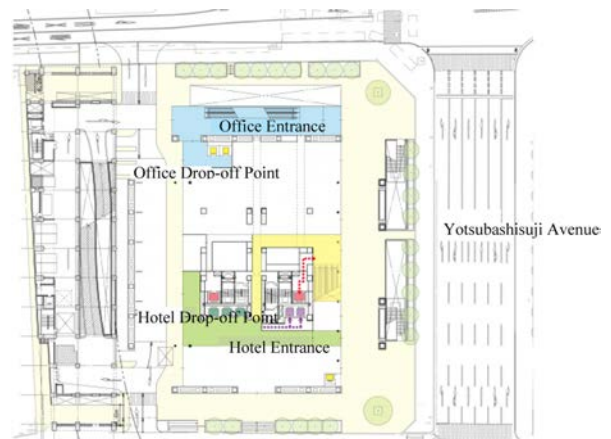 Office Entrance
Office Drop-off Point
Yotsubashisuji Avenue
Hotel Drop-off Point
Hotel Entrance